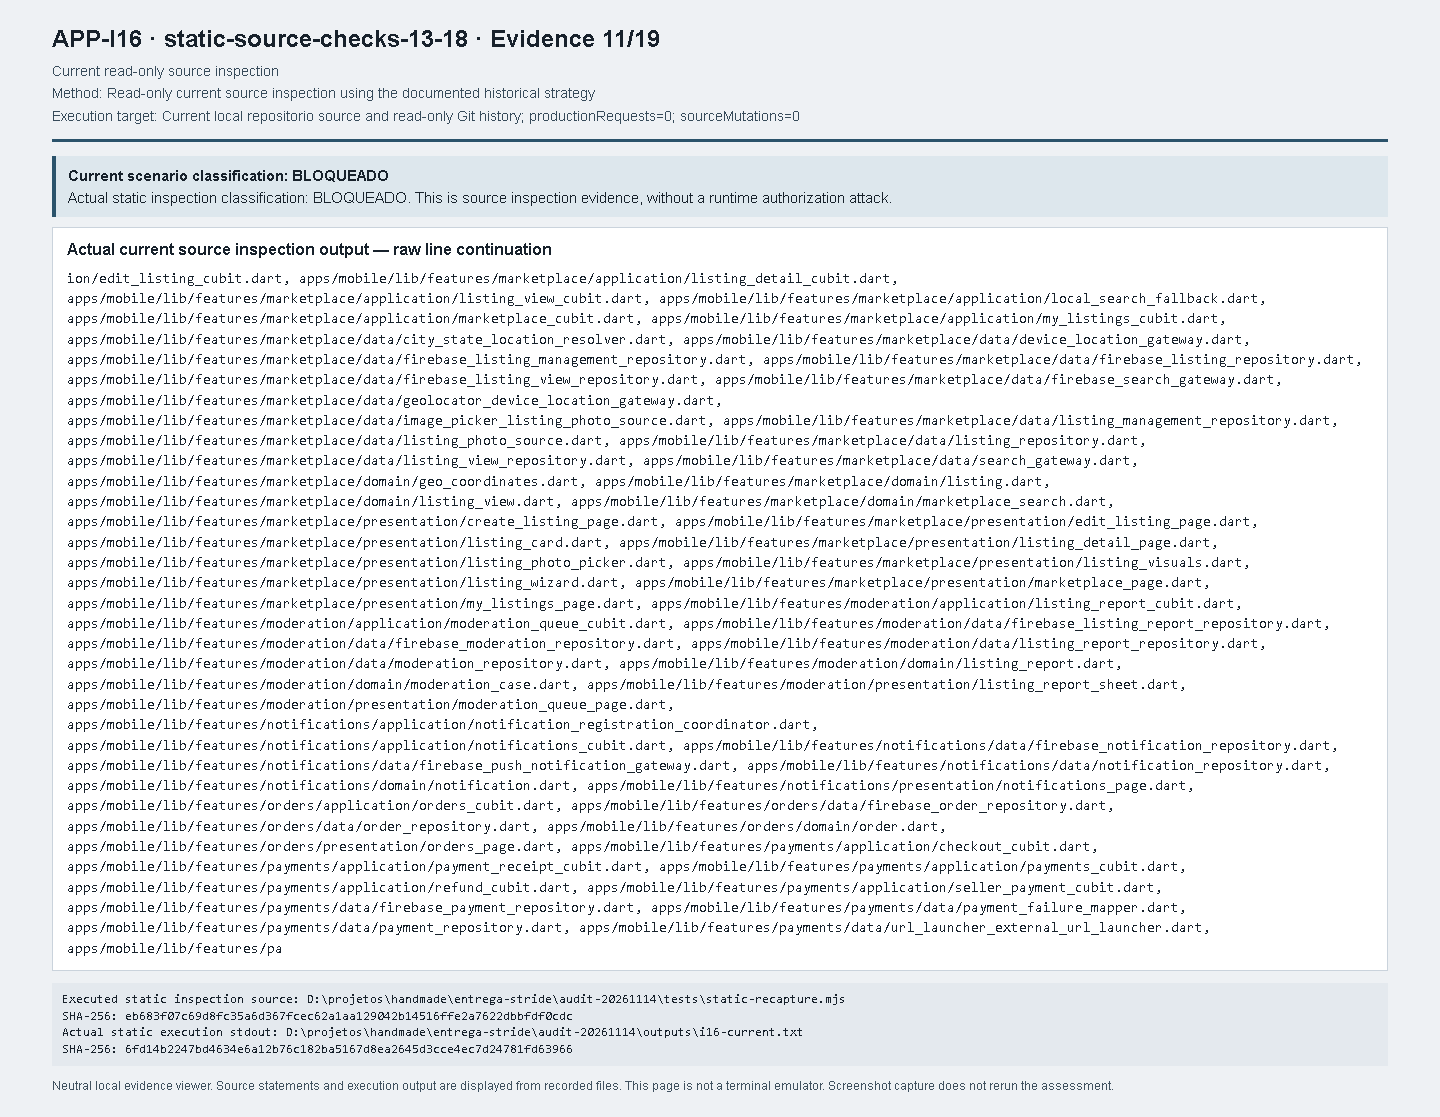 APP-I16 · static-source-checks-13-18 · Evidence 11/19
Current read-only source inspection
Method: Read-only current source inspection using the documented historical strategy
Execution target: Current local repositorio source and read-only Git history; productionRequests=0; sourceMutations=0
Current scenario classification: BLOQUEADO
Actual static inspection classification: BLOQUEADO. This is source inspection evidence, without a runtime authorization attack.
Actual current source inspection output — raw line continuation
ion/edit_listing_cubit.dart, apps/mobile/lib/features/marketplace/application/listing_detail_cubit.dart,
apps/mobile/lib/features/marketplace/application/listing_view_cubit.dart, apps/mobile/lib/features/marketplace/application/local_search_fallback.dart,
apps/mobile/lib/features/marketplace/application/marketplace_cubit.dart, apps/mobile/lib/features/marketplace/application/my_listings_cubit.dart,
apps/mobile/lib/features/marketplace/data/city_state_location_resolver.dart, apps/mobile/lib/features/marketplace/data/device_location_gateway.dart,
apps/mobile/lib/features/marketplace/data/firebase_listing_management_repository.dart, apps/mobile/lib/features/marketplace/data/firebase_listing_repository.dart,
apps/mobile/lib/features/marketplace/data/firebase_listing_view_repository.dart, apps/mobile/lib/features/marketplace/data/firebase_search_gateway.dart,
apps/mobile/lib/features/marketplace/data/geolocator_device_location_gateway.dart,
apps/mobile/lib/features/marketplace/data/image_picker_listing_photo_source.dart, apps/mobile/lib/features/marketplace/data/listing_management_repository.dart,
apps/mobile/lib/features/marketplace/data/listing_photo_source.dart, apps/mobile/lib/features/marketplace/data/listing_repository.dart,
apps/mobile/lib/features/marketplace/data/listing_view_repository.dart, apps/mobile/lib/features/marketplace/data/search_gateway.dart,
apps/mobile/lib/features/marketplace/domain/geo_coordinates.dart, apps/mobile/lib/features/marketplace/domain/listing.dart,
apps/mobile/lib/features/marketplace/domain/listing_view.dart, apps/mobile/lib/features/marketplace/domain/marketplace_search.dart,
apps/mobile/lib/features/marketplace/presentation/create_listing_page.dart, apps/mobile/lib/features/marketplace/presentation/edit_listing_page.dart,
apps/mobile/lib/features/marketplace/presentation/listing_card.dart, apps/mobile/lib/features/marketplace/presentation/listing_detail_page.dart,
apps/mobile/lib/features/marketplace/presentation/listing_photo_picker.dart, apps/mobile/lib/features/marketplace/presentation/listing_visuals.dart,
apps/mobile/lib/features/marketplace/presentation/listing_wizard.dart, apps/mobile/lib/features/marketplace/presentation/marketplace_page.dart,
apps/mobile/lib/features/marketplace/presentation/my_listings_page.dart, apps/mobile/lib/features/moderation/application/listing_report_cubit.dart,
apps/mobile/lib/features/moderation/application/moderation_queue_cubit.dart, apps/mobile/lib/features/moderation/data/firebase_listing_report_repository.dart,
apps/mobile/lib/features/moderation/data/firebase_moderation_repository.dart, apps/mobile/lib/features/moderation/data/listing_report_repository.dart,
apps/mobile/lib/features/moderation/data/moderation_repository.dart, apps/mobile/lib/features/moderation/domain/listing_report.dart,
apps/mobile/lib/features/moderation/domain/moderation_case.dart, apps/mobile/lib/features/moderation/presentation/listing_report_sheet.dart,
apps/mobile/lib/features/moderation/presentation/moderation_queue_page.dart,
apps/mobile/lib/features/notifications/application/notification_registration_coordinator.dart,
apps/mobile/lib/features/notifications/application/notifications_cubit.dart, apps/mobile/lib/features/notifications/data/firebase_notification_repository.dart,
apps/mobile/lib/features/notifications/data/firebase_push_notification_gateway.dart, apps/mobile/lib/features/notifications/data/notification_repository.dart,
apps/mobile/lib/features/notifications/domain/notification.dart, apps/mobile/lib/features/notifications/presentation/notifications_page.dart,
apps/mobile/lib/features/orders/application/orders_cubit.dart, apps/mobile/lib/features/orders/data/firebase_order_repository.dart,
apps/mobile/lib/features/orders/data/order_repository.dart, apps/mobile/lib/features/orders/domain/order.dart,
apps/mobile/lib/features/orders/presentation/orders_page.dart, apps/mobile/lib/features/payments/application/checkout_cubit.dart,
apps/mobile/lib/features/payments/application/payment_receipt_cubit.dart, apps/mobile/lib/features/payments/application/payments_cubit.dart,
apps/mobile/lib/features/payments/application/refund_cubit.dart, apps/mobile/lib/features/payments/application/seller_payment_cubit.dart,
apps/mobile/lib/features/payments/data/firebase_payment_repository.dart, apps/mobile/lib/features/payments/data/payment_failure_mapper.dart,
apps/mobile/lib/features/payments/data/payment_repository.dart, apps/mobile/lib/features/payments/data/url_launcher_external_url_launcher.dart,
apps/mobile/lib/features/pa
Executed static inspection source: D:\projetos\handmade\entrega-stride\audit-20261114\tests\static-recapture.mjs
SHA-256: eb683f07c69d8fc35a6d367fcec62a1aa129042b14516ffe2a7622dbbfdf0cdc
Actual static execution stdout: D:\projetos\handmade\entrega-stride\audit-20261114\outputs\i16-current.txt
SHA-256: 6fd14b2247bd4634e6a12b76c182ba5167d8ea2645d3cce4ec7d24781fd63966
Neutral local evidence viewer. Source statements and execution output are displayed from recorded files. This page is not a terminal emulator. Screenshot capture does not rerun the assessment.